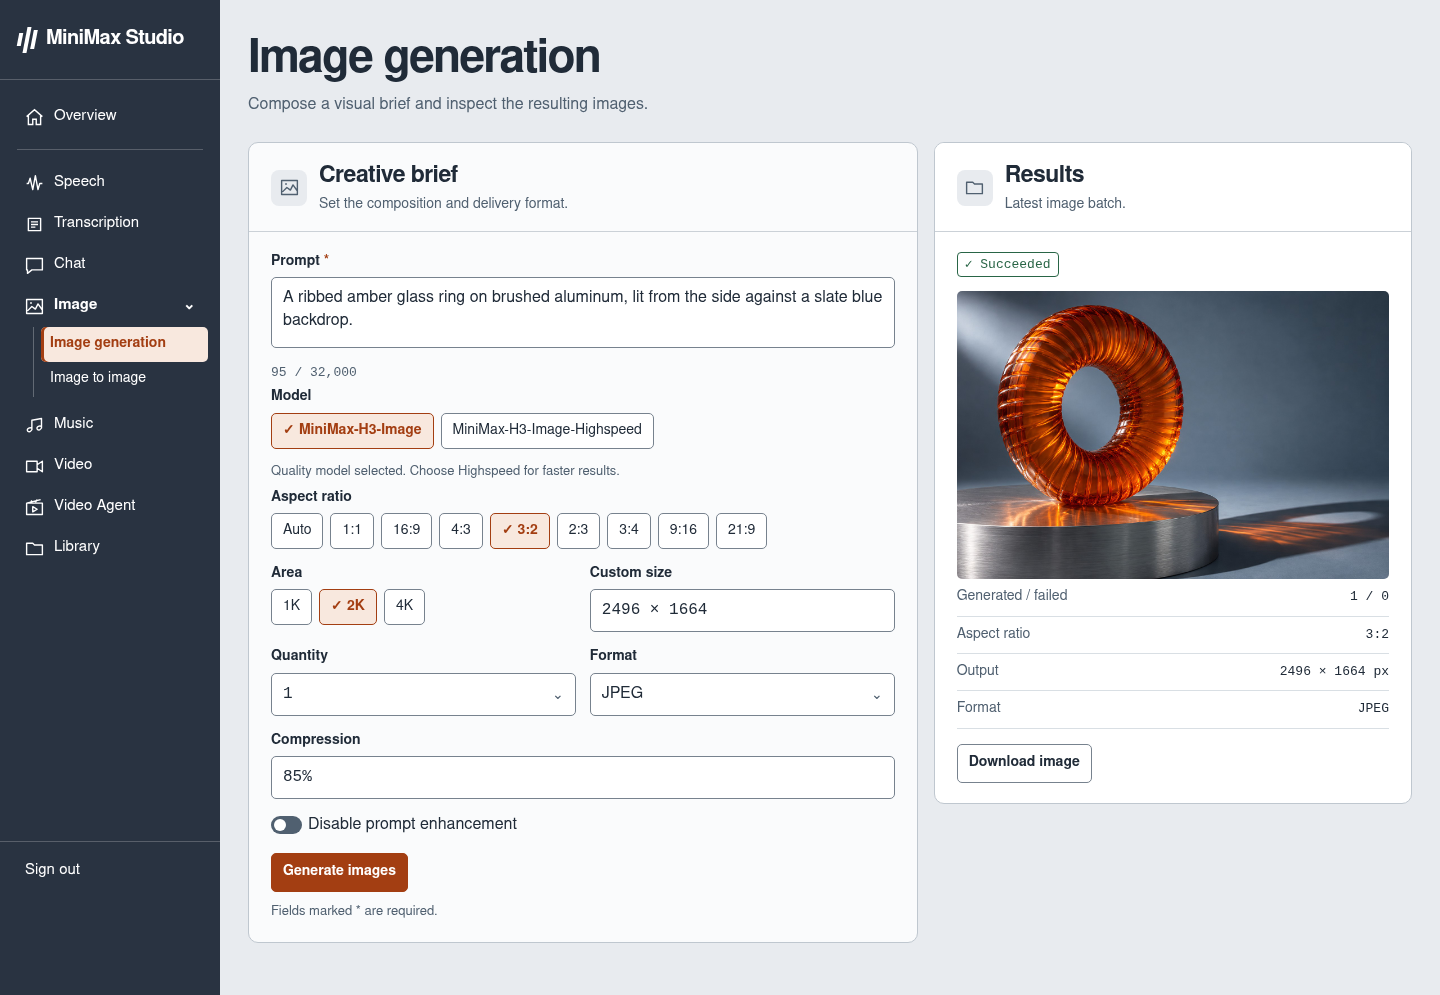 MiniMax Studio
Overview
Speech
Transcription
Chat
Image
Image generation
Image to image
Music
Video
Video Agent
Library
Sign out
Image generation
Compose a visual brief and inspect the resulting images.
Creative brief
Set the composition and delivery format.
Prompt *
A ribbed amber glass ring on brushed aluminum, lit from the side against a slate blue
backdrop.
95 / 32,000
Model
✓ MiniMax-H3-Image MiniMax-H3-Image-Highspeed
Quality model selected. Choose Highspeed for faster results.
Aspect ratio
Auto 1:1 16:9 4:3 ✓ 3:2 2:3 3:4 9:16 21:9
Area
1K ✓ 2K 4K
Custom size
2496 × 1664
Quantity
1
Format
JPEG
Compression
85%
Disable prompt enhancement
Generate images
Fields marked * are required.
Results
Latest image batch.
✓ Succeeded
Generated / failed 1 / 0
Aspect ratio 3:2
Output 2496 × 1664 px
Format JPEG
Download image